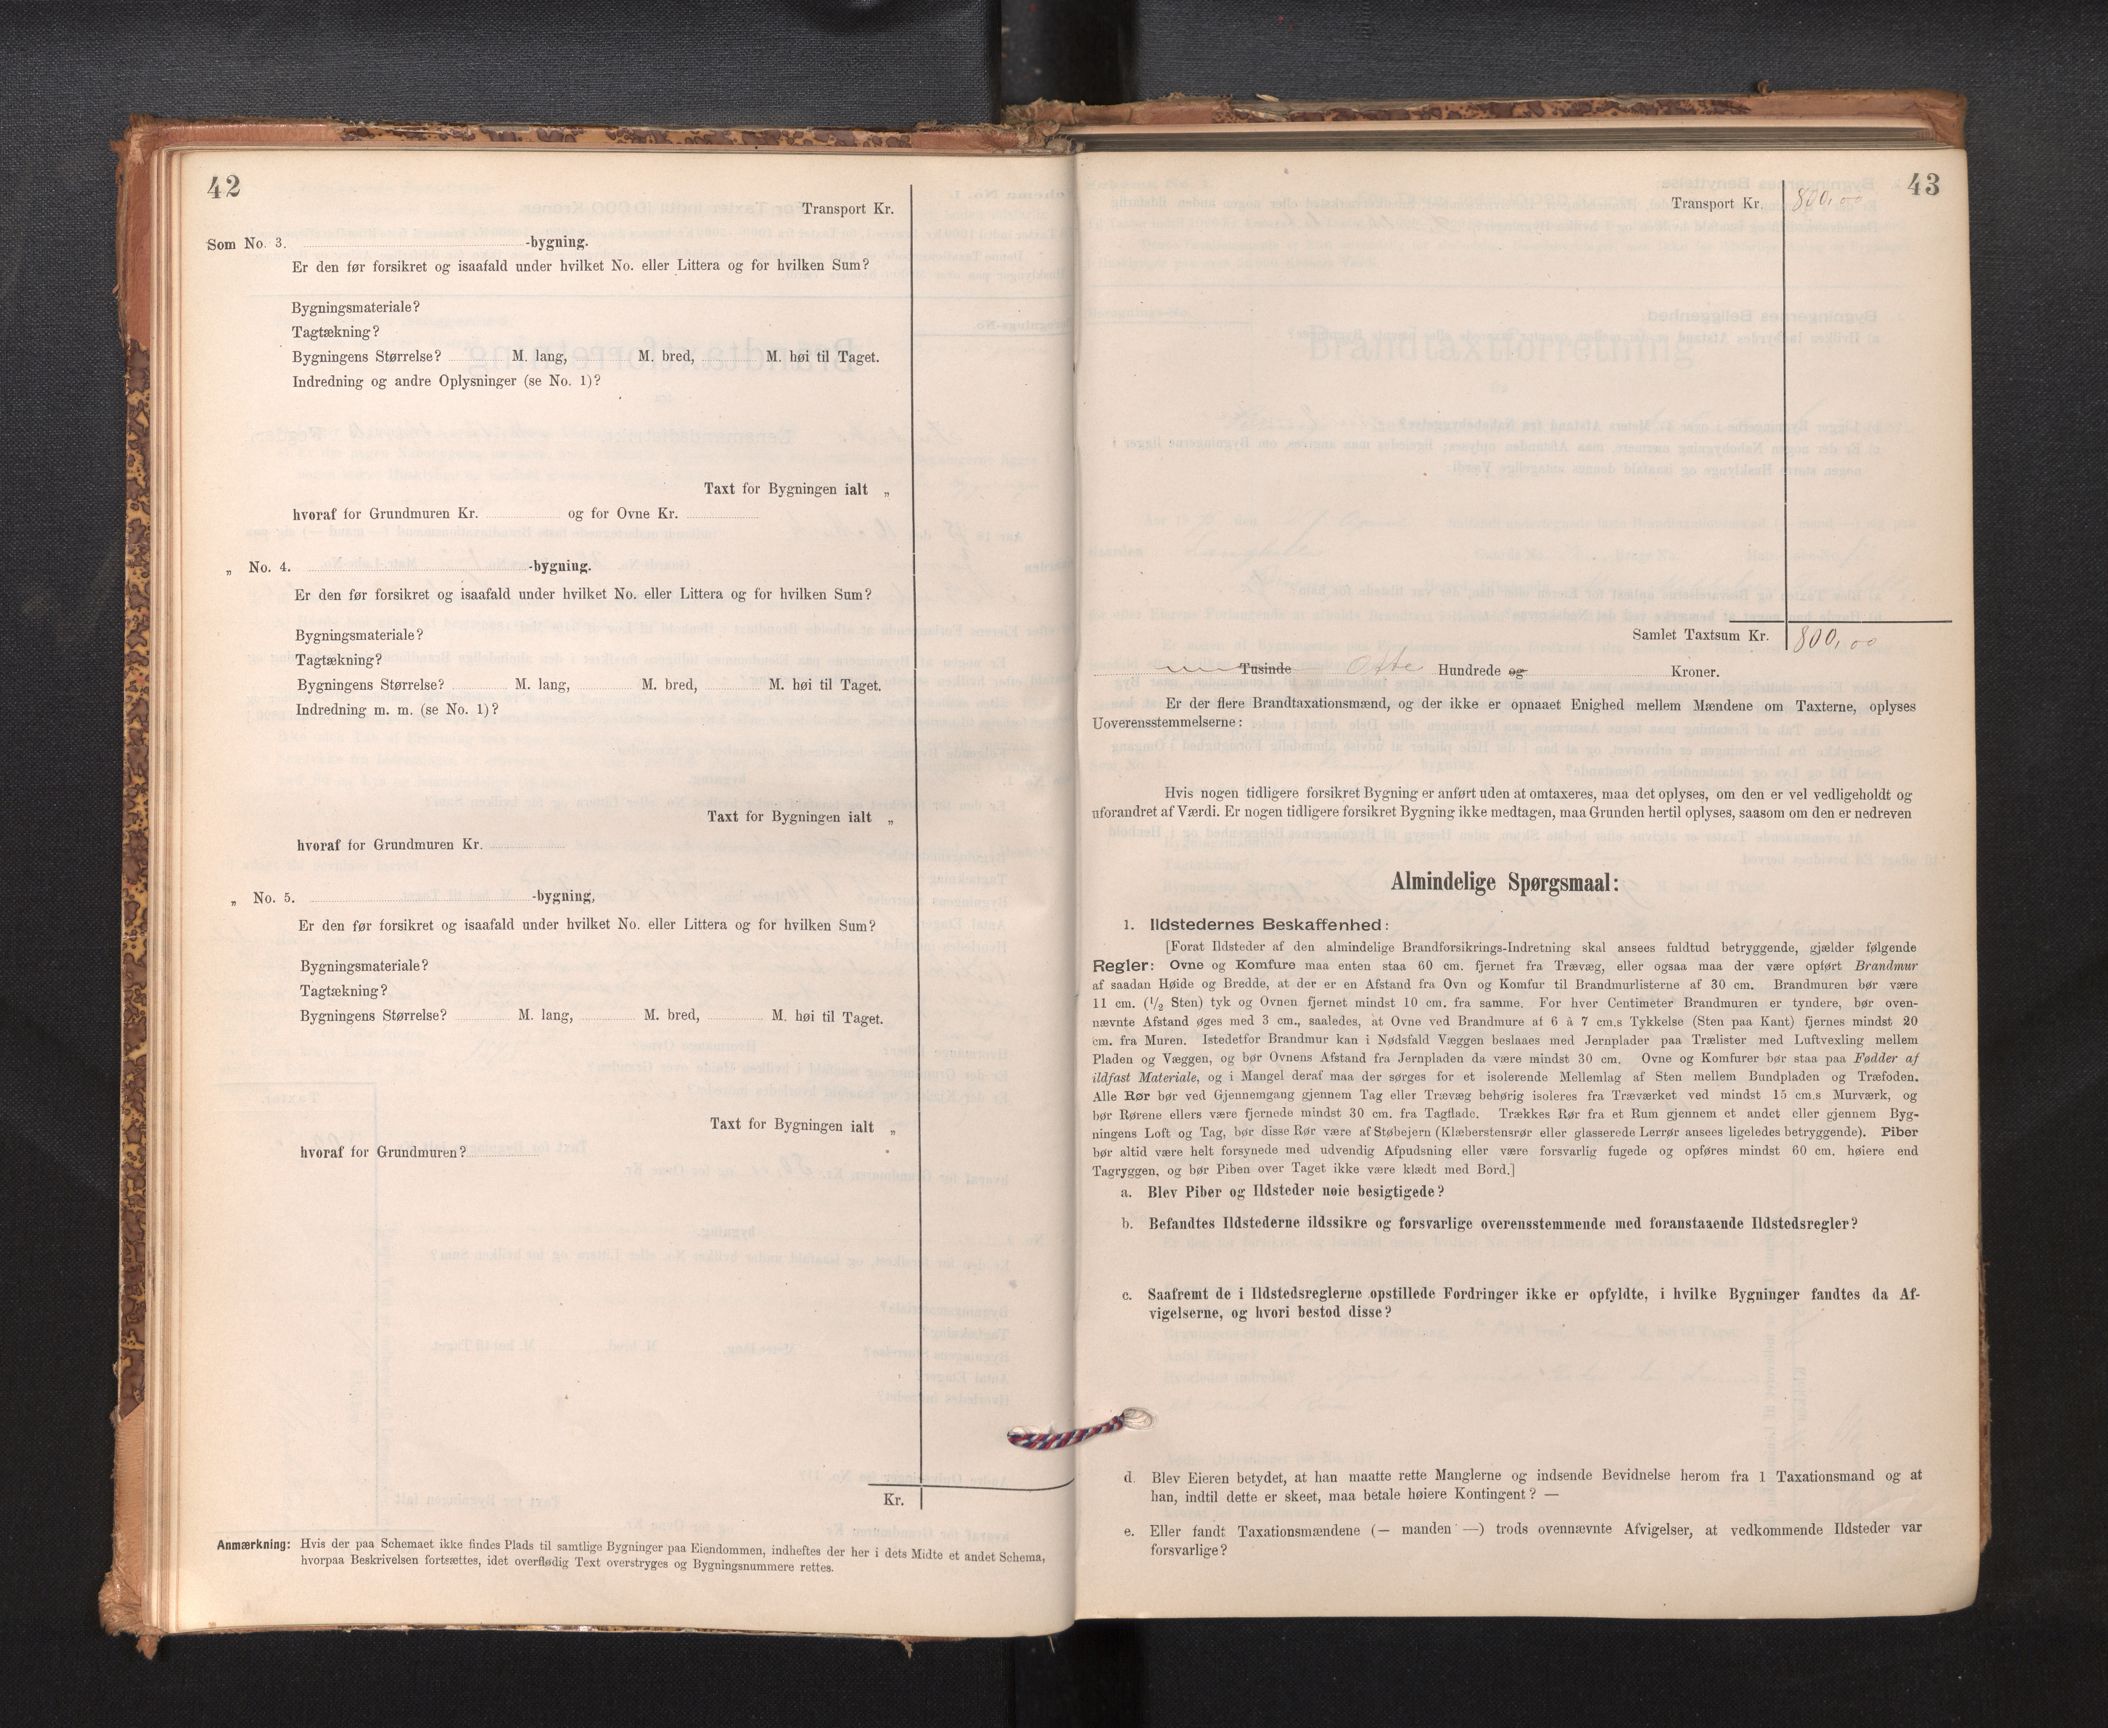 42
Transport Kr.
Som No. 3. -bygning.
Er den før forsikret og isaafald under hvilket No. eller Littera og for hvilken Sum?
Bygningsmateriale?
Tagtækning?
Bygningens Størrelse? M. lang, M. bred, M. høi til Taget.
Indredning og andre Oplysninger (se No. 1)?
Taxt for Bygningen ialt „
hvoraf for Grundmuren Kr. og for Ovne Kr.
„ No. 4. -bygning.
Er den før forsikret og isaafald under hvilket No. eller Littera og for hvilken Sum?
Bygningsmateriale?
Tagtækning?
Bygningens Størrelse? M. lang, M. bred, M. høi til Taget.
Indredning m. m. (se No. 1)?
Taxt for Bygningen ialt „
hvoraf for Grundmuren Kr.
„ No. 5. -bygning,
Er den før forsikret og isaafald under hvilket No. eller Littera og for hvilken Sum?
Bygningsmateriale?
Tagtækning?
Bygningens Størrelse? M. lang, M. bred, M. høi til Taget.
Taxt for Bygningen ialt „
hvoraf for Grundmuren?
Kr.
Anmærkning: Hvis der paa Schemaet ikke findes Plads til samtlige Bygninger paa Eiendommen, indheftes der her i dets Midte et andet Schema,
hvorpaa Beskrivelsen fortsættes, idet overflødig Text overstryges og Bygningsnummere rettes.
43
Transport Kr. 800,00
Samlet Taxtsum Kr. 800,00
Tusinde Otte Hundrede og Kroner.
Er der flere Brandtaxationsmænd, og der ikke er opnaaet Enighed mellem Mændene om Taxterne, oplyses
Uoverensstemmelserne:
Hvis nogen tidligere forsikret Bygning er anført uden at omtaxeres, maa det oplyses, om den er vel vedligeholdt og
uforandret af Værdi. Er nogen tidligere forsikret Bygning ikke medtagen, maa Grunden hertil oplyses, saasom om den er nedreven
Almindelige Spørgsmaal:
1. Ildstedernes Beskaffenhed:
[Forat Ildsteder af den almindelige Brandforsikrings-Indretning skal ansees fuldtud betryggende, gjælder følgende
Regler: Ovne og Komfure maa enten staa 60 cm. fjernet fra Trævæg, eller ogsaa maa der være opført Brandmur
af saadan Høide og Bredde, at der er en Afstand fra Ovn og Komfur til Brandmurlisterne af 30 cm. Brandmuren bør være
11 cm. (1/2 Sten) tyk og Ovnen fjernet mindst 10 cm. fra samme. For hver Centimeter Brandmuren er tyndere, bør oven-
nævnte Afstand øges med 3 cm., saaledes, at Ovne ved Brandmure af 6 à 7 cm.s Tykkelse (Sten paa Kant) fjernes mindst 20
cm. fra Muren. Istedetfor Brandmur kan i Nødsfald Væggen beslaaes med Jernplader paa Trælister med Luftvexling mellem
Pladen og Væggen, og bør Ovnens Afstand fra Jernpladen da være mindst 30 cm. Ovne og Komfurer bør staa paa Fødder af
ildfast Materiale, og i Mangel deraf maa der sørges for et isolerende Mellemlag af Sten mellem Bundpladen og Træfoden.
Alle Rør bør ved Gjennemgang gjennem Tag eller Trævæg behørig isoleres fra Træværket ved mindst 15 cm.s Murværk, og
bør Rørene ellers være fjernede mindst 30 cm. fra Tagflade. Trækkes Rør fra et Rum gjennem et andet eller gjennem Byg-
ningens Loft og Tag, bør disse Rør være af Støbejern (Klæberstensrør eller glasserede Lerrør ansees ligeledes betryggende). Piber
bør altid være helt forsynede med udvendig Afpudsning eller være forsvarlig fugede og opføres mindst 60 cm. høiere end
Tagryggen, og bør Piben over Taget ikke være klædt med Bord.]
a. Blev Piber og Ildsteder nøie besigtigede?
b. Befandtes Ildstederne ildssikre og forsvarlige overensstemmende med foranstaaende Ildstedsregler?
c. Saafremt de i Ildstedsreglerne opstillede Fordringer ikke er opfyldte, i hvilke Bygninger fandtes da Af-
vigelserne, og hvori bestod disse?
d. Blev Eieren betydet, at han maatte rette Manglerne og indsende Bevidnelse herom fra 1 Taxationsmand og at
han, indtil dette er skeet, maa betale høiere Kontingent? —
e. Eller fandt Taxationsmændene (— manden —) trods ovennævnte Afvigelser, at vedkommende Ildsteder var
forsvarlige?